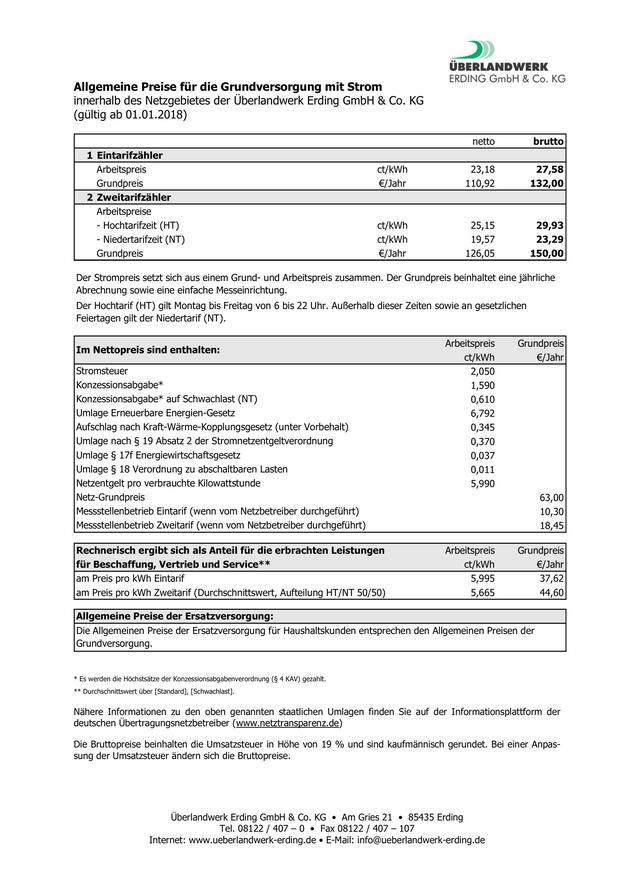 ÜBERLANDWERK
ERDING GmbH & Co. KG
Allgemeine Preise für die Grundversorgung mit Strom
innerhalb des Netzgebietes der Überlandwerk Erding GmbH & Co. KG
(gültig ab 01.01.2018)
netto brutto
1 Eintarifzähler
Arbeitspreis ct/kWh 23,18 27,58
Grundpreis €/Jahr 110,92 132,00
2 Zweitarifzähler
Arbeitspreise
- Hochtarifzeit (HT) ct/kWh 25,15 29,93
- Niedertarifzeit (NT) ct/kWh 19,57 23,29
Grundpreis €/Jahr 126,05 150,00
Der Strompreis setzt sich aus einem Grund- und Arbeitspreis zusammen. Der Grundpreis beinhaltet eine jährliche
Abrechnung sowie eine einfache Messeinrichtung.
Der Hochtarif (HT) gilt Montag bis Freitag von 6 bis 22 Uhr. Außerhalb dieser Zeiten sowie an gesetzlichen
Feiertagen gilt der Niedertarif (NT).
Im Nettopreis sind enthalten: Arbeitspreis Grundpreis
ct/kWh €/Jahr
Stromsteuer 2,050
Konzessionsabgabe* 1,590
Konzessionsabgabe* auf Schwachlast (NT) 0,610
Umlage Erneuerbare Energien-Gesetz 6,792
Aufschlag nach Kraft-Wärme-Kopplungsgesetz (unter Vorbehalt) 0,345
Umlage nach § 19 Absatz 2 der Stromnetzentgeltverordnung 0,370
Umlage § 17f Energiewirtschaftsgesetz 0,037
Umlage § 18 Verordnung zu abschaltbaren Lasten 0,011
Netzentgelt pro verbrauchte Kilowattstunde 5,990
Netz-Grundpreis 63,00
Messstellenbetrieb Eintarif (wenn vom Netzbetreiber durchgeführt) 10,30
Messstellenbetrieb Zweitarif (wenn vom Netzbetreiber durchgeführt) 18,45
Rechnerisch ergibt sich als Anteil für die erbrachten Leistungen Arbeitspreis Grundpreis
für Beschaffung, Vertrieb und Service** ct/kWh €/Jahr
am Preis pro kWh Eintarif 5,995 37,62
am Preis pro kWh Zweitarif (Durchschnittswert, Aufteilung HT/NT 50/50) 5,665 44,60
Allgemeine Preise der Ersatzversorgung:
Die Allgemeinen Preise der Ersatzversorgung für Haushaltskunden entsprechen den Allgemeinen Preisen der
Grundversorgung.
* Es werden die Höchstsätze der Konzessionsabgabenverordnung (§ 4 KAV) gezahlt.
** Durchschnittswert über [Standard], [Schwachlast].
Nähere Informationen zu den oben genannten staatlichen Umlagen finden Sie auf der Informationsplattform der
deutschen Übertragungsnetzbetreiber (www.netztransparenz.de)
Die Bruttopreise beinhalten die Umsatzsteuer in Höhe von 19 % und sind kaufmännisch gerundet. Bei einer Anpas-
sung der Umsatzsteuer ändern sich die Bruttopreise.
Überlandwerk Erding GmbH & Co. KG • Am Gries 21 • 85435 Erding
Tel. 08122 / 407 – 0 • Fax 08122 / 407 – 107
Internet: www.ueberlandwerk-erding.de • E-Mail: info@ueberlandwerk-erding.de